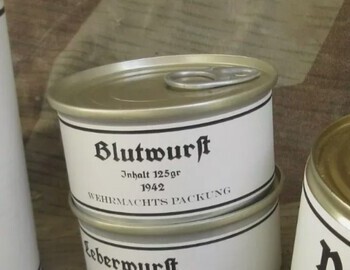 Blutwurſt
Inhalt 125gr
1942
WEHRMACHTS PACKUNG
Leberwurſt